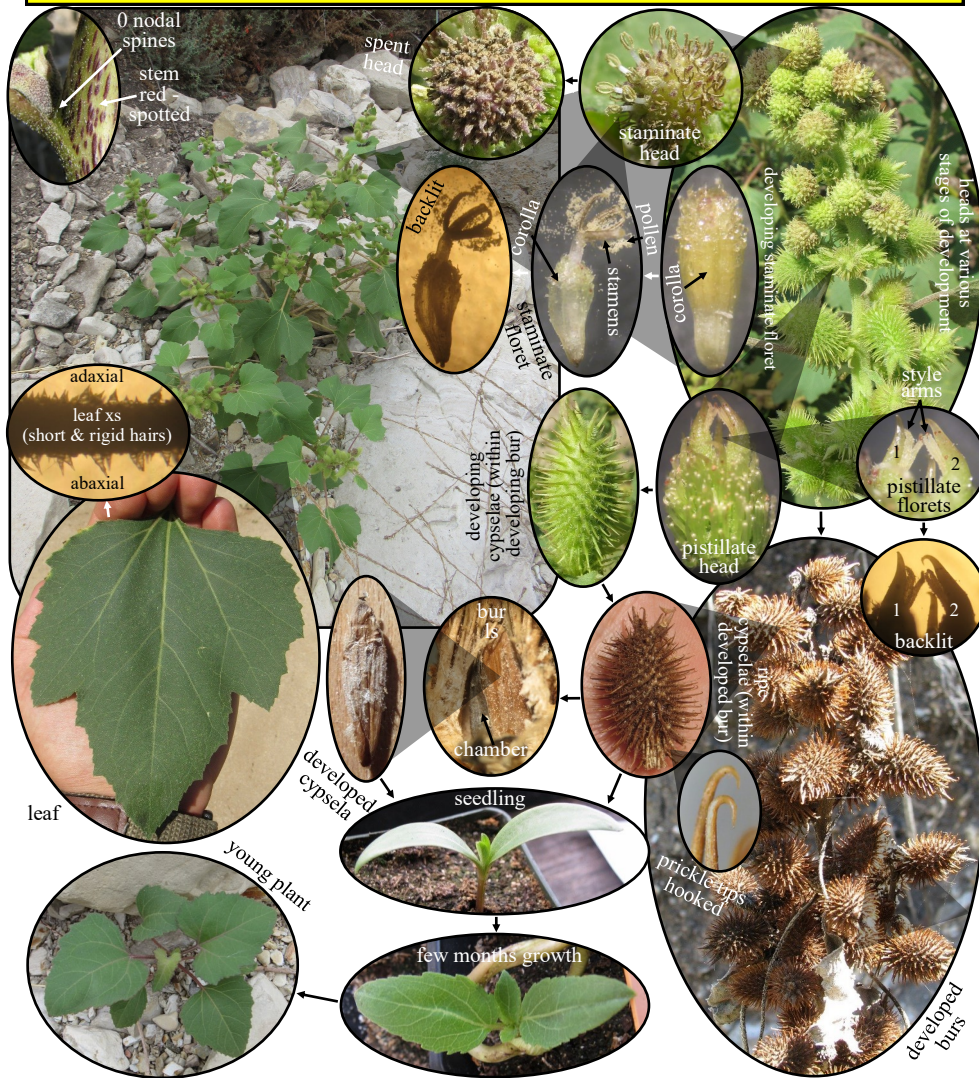 0 nodal
spines
stem
red -
spotted
spent
head
staminate
head
heads at various
stages of development
backlit
corolla
pollen
stamens
staminate
floret
corolla
developing staminate floret
adaxial
leaf xs
(short & rigid hairs)
abaxial
style
arms
1
2
pistillate
florets
developing
cypselae (within
developing bur)
pistillate
head
1
2
backlit
bur
ls
chamber
ripe
cypselae (within
developed bur)
leaf
developed
cypsela
seedling
prickle tips
hooked
young plant
few months growth
developed
burs